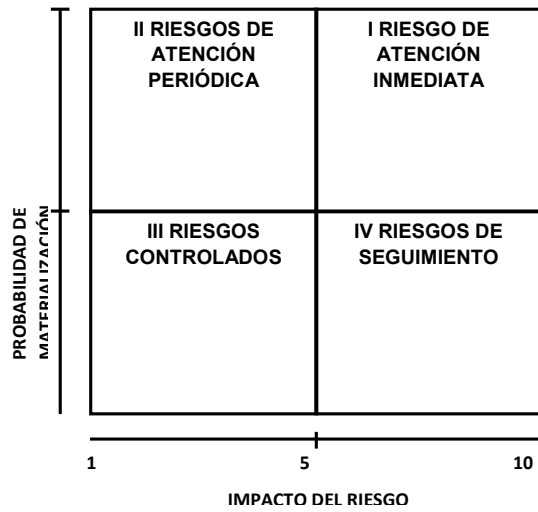 II RIESGOS DE
ATENCIÓN
PERIÓDICA
I RIESGO DE
ATENCIÓN
INMEDIATA
PROBABILIDAD DE
MATERIALIZACIÓN
III RIESGOS
CONTROLADOS
IV RIESGOS DE
SEGUIMIENTO
1 5 10
IMPACTO DEL RIESGO